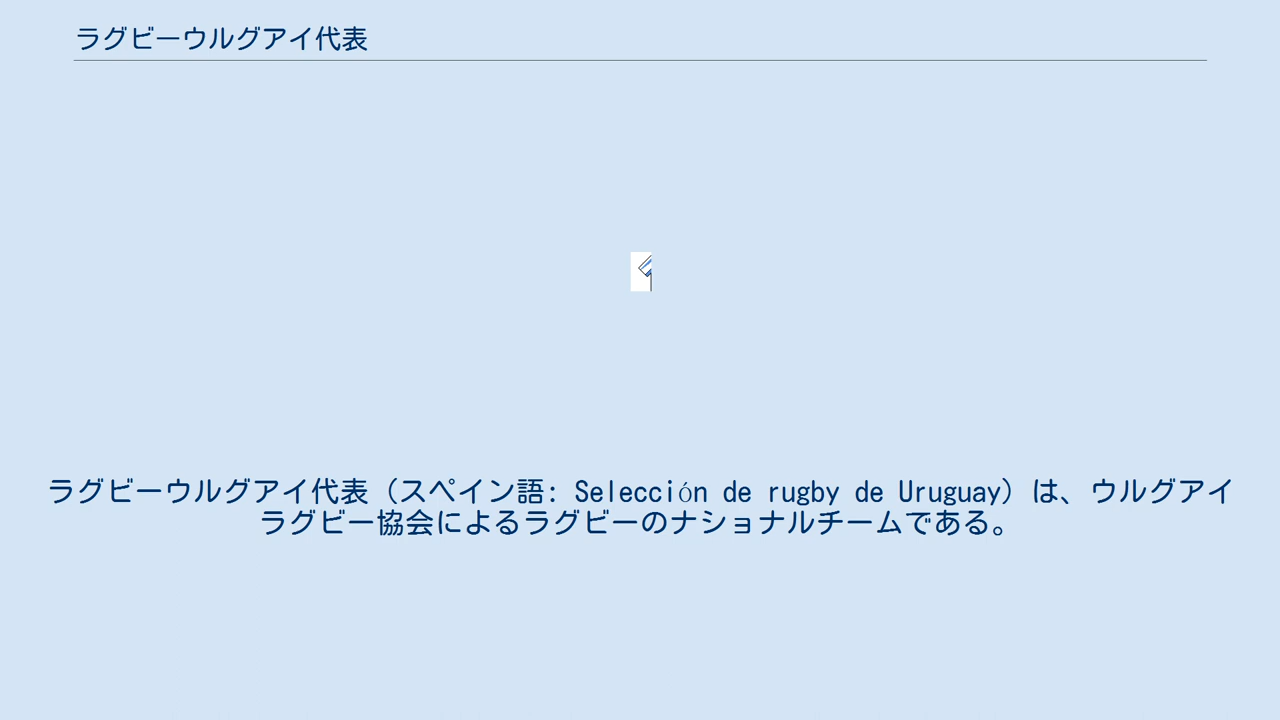 ラグビーウルグアイ代表
ラグビーウルグアイ代表（スペイン語: Selección de rugby de Uruguay）は、ウルグアイ
ラグビー協会によるラグビーのナショナルチームである。